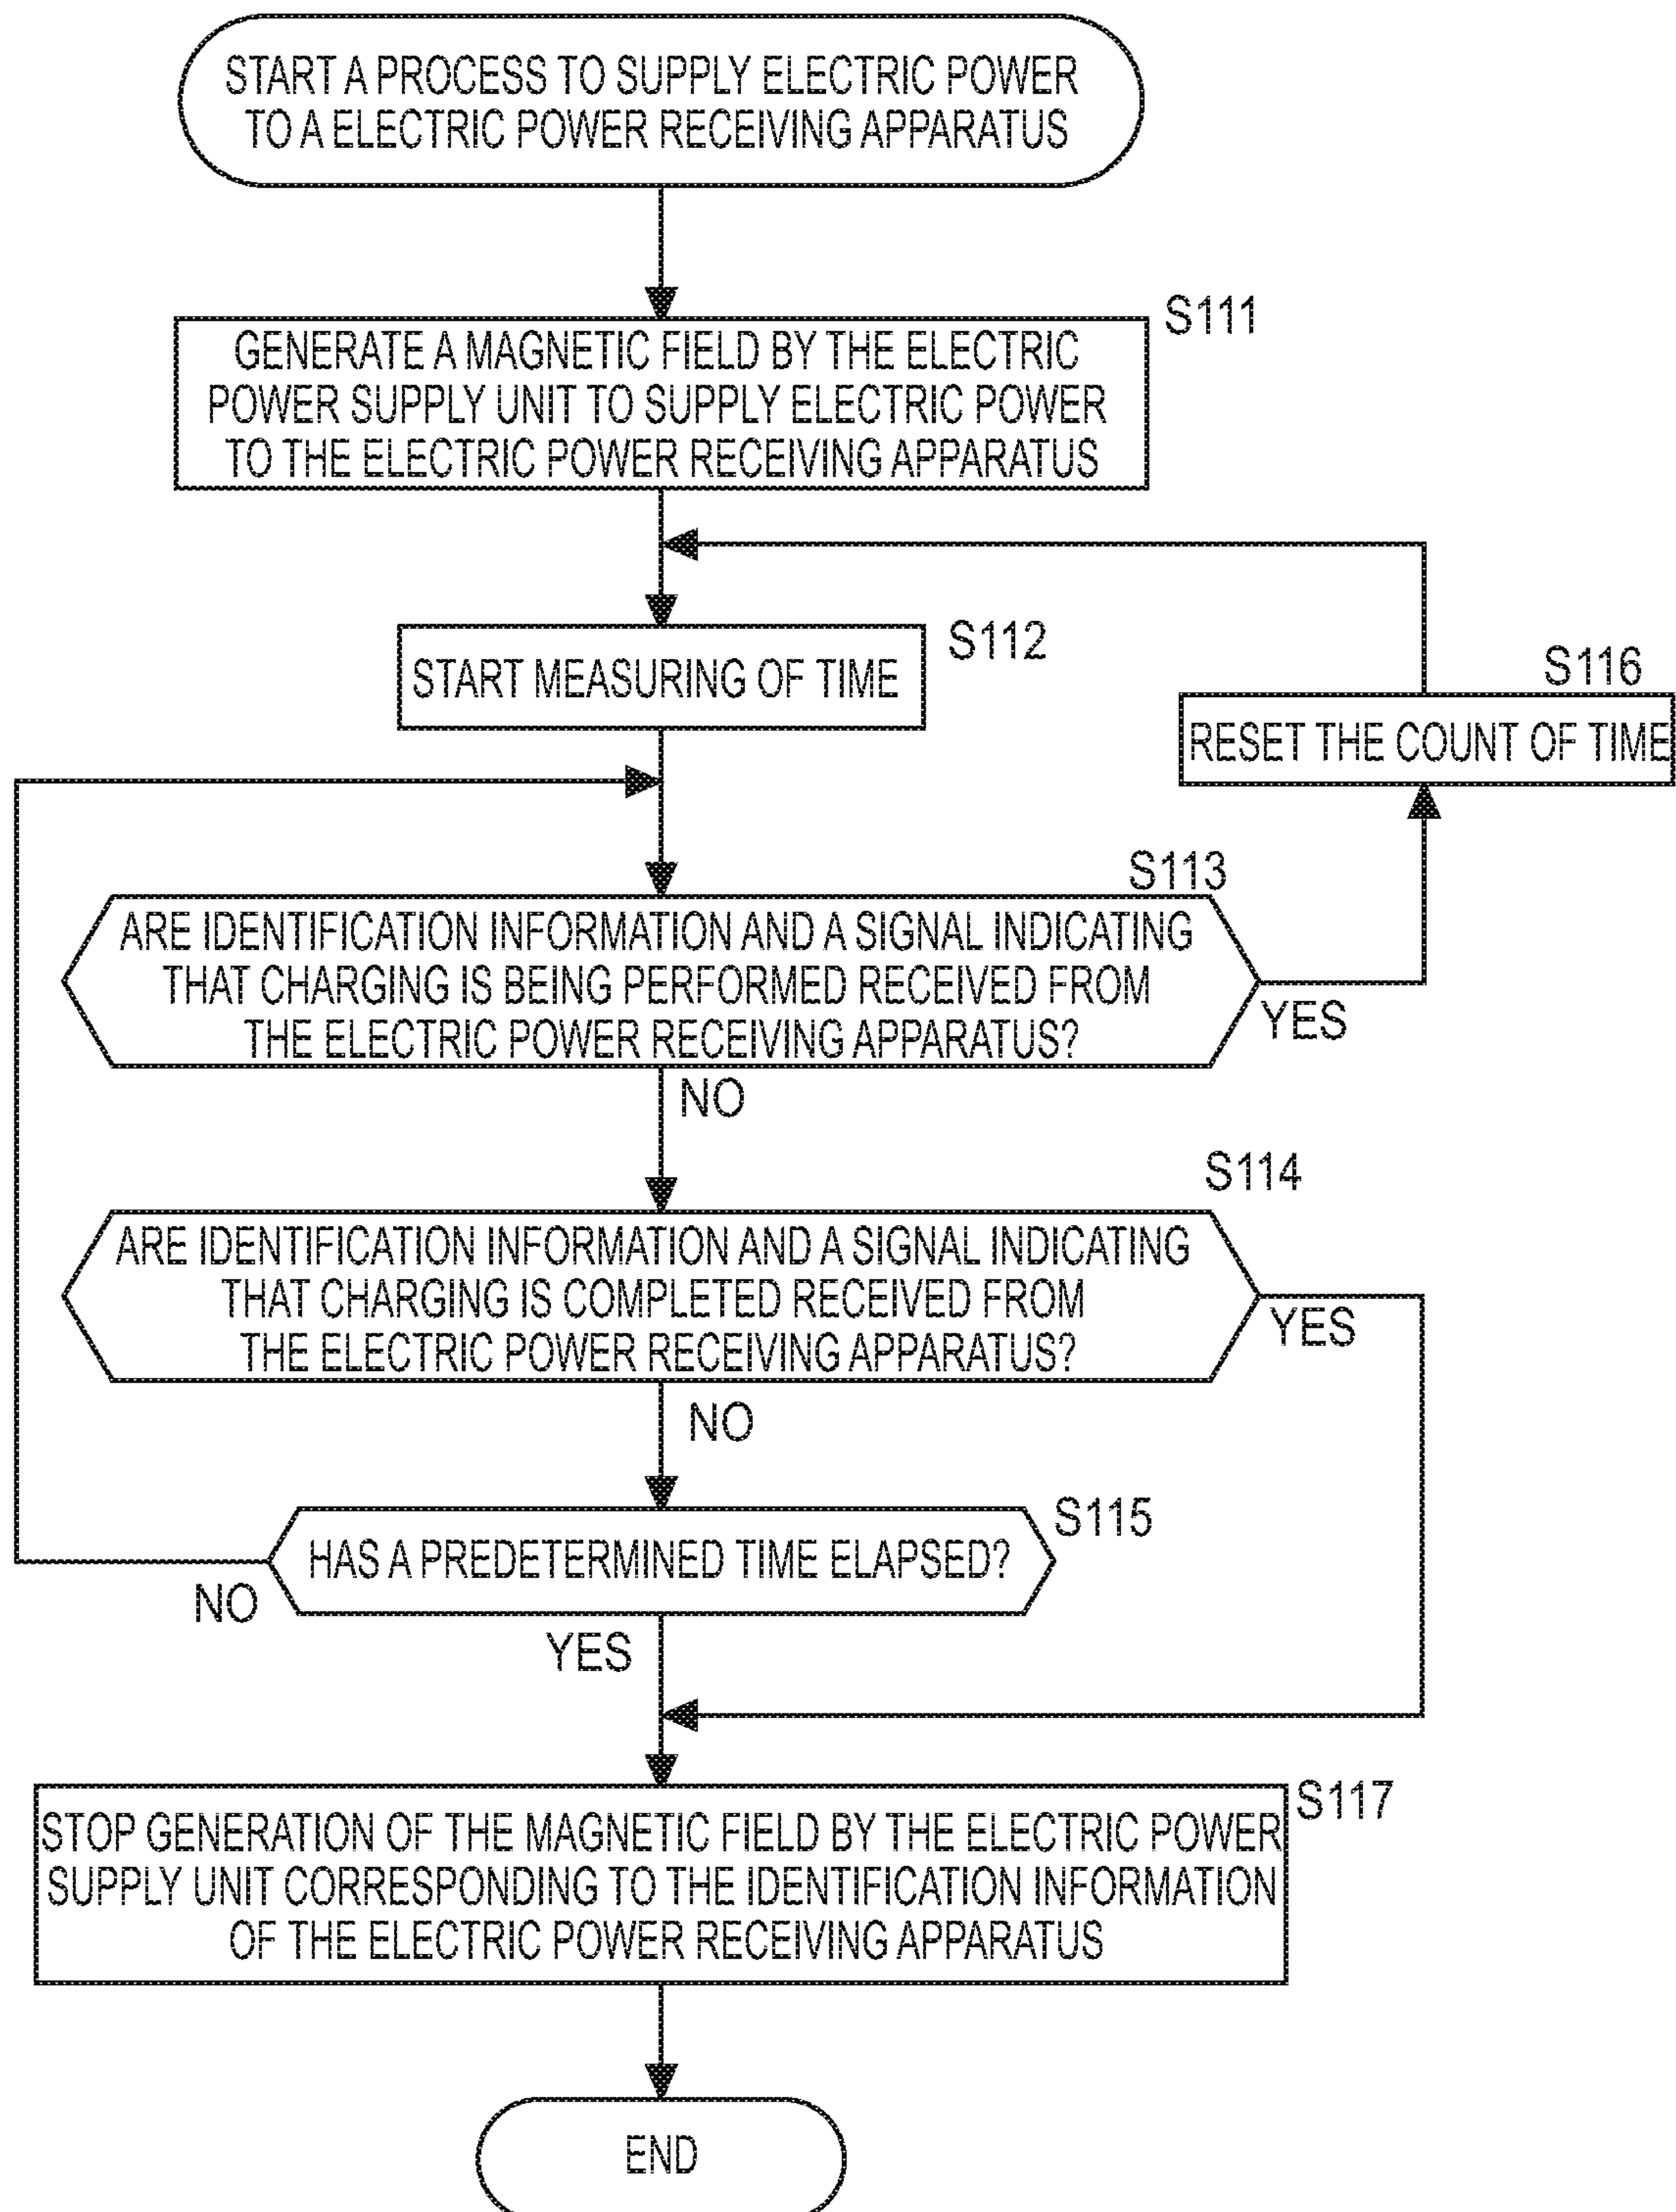 START A PROCESS TO SUPPLY ELECTRIC POWER
TO A ELECTRIC POWER RECEIVING APPARATUS
S111
GENERATE A MAGNETIC FIELD BY THE ELECTRIC
POWER SUPPLY UNIT TO SUPPLY ELECTRIC POWER
TO THE ELECTRIC POWER RECEIVING APPARATUS
S112
START MEASURING OF TIME
S116
RESET THE COUNT OF TIME
S113
ARE IDENTIFICATION INFORMATION AND A SIGNAL INDICATING
THAT CHARGING IS BEING PERFORMED RECEIVED FROM
THE ELECTRIC POWER RECEIVING APPARATUS?
YES
NO
S114
ARE IDENTIFICATION INFORMATION AND A SIGNAL INDICATING
THAT CHARGING IS COMPLETED RECEIVED FROM
THE ELECTRIC POWER RECEIVING APPARATUS?
YES
NO
S115
HAS A PREDETERMINED TIME ELAPSED?
NO
YES
S117
STOP GENERATION OF THE MAGNETIC FIELD BY THE ELECTRIC POWER
SUPPLY UNIT CORRESPONDING TO THE IDENTIFICATION INFORMATION
OF THE ELECTRIC POWER RECEIVING APPARATUS
END